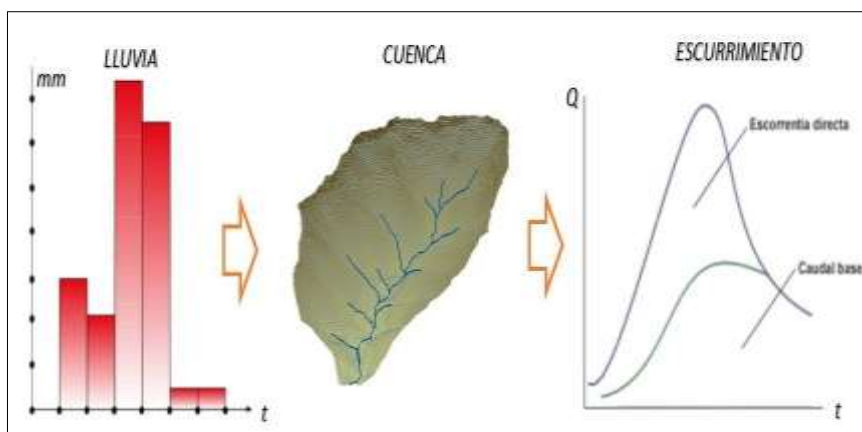 LLUVIA
mm
t
CUENCA
ESCURRIMIENTO
Q
Escorrentia directa
Caudal base
t